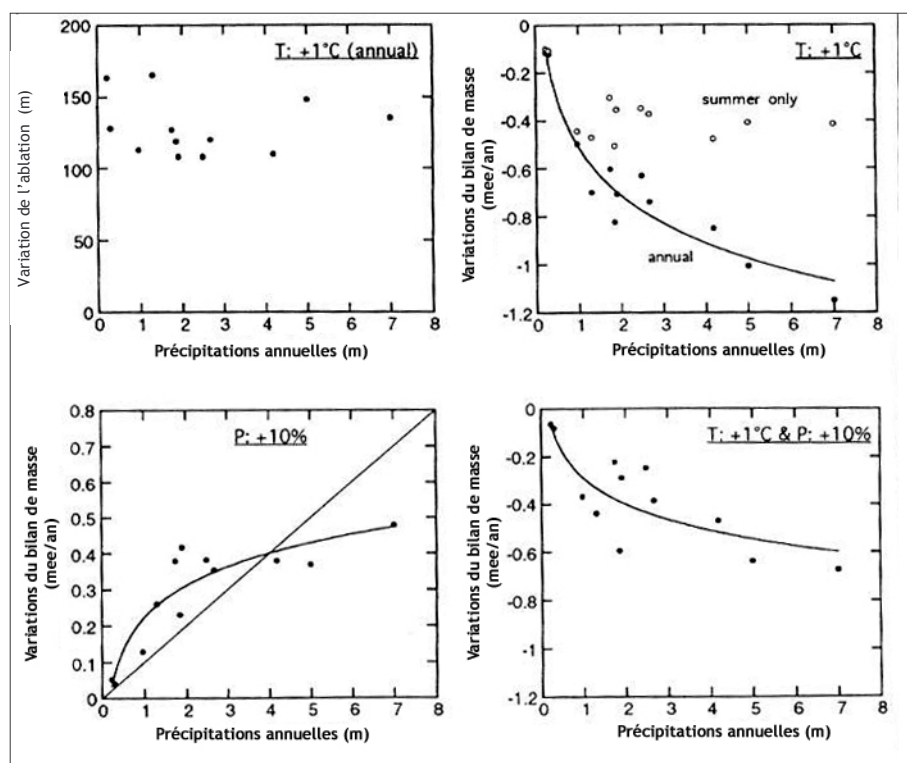 T: +1°C (annual)
Variation de l'ablation (m)
200
150
100
50
0
0 1 2 3 4 5 6 7 8
Précipitations annuelles (m)
T: +1°C
summer only
annual
Variations du bilan de masse
(mee/an)
0
-0.2
-0.4
-0.6
-0.8
-1
-1.2
0 1 2 3 4 5 6 7 8
Précipitations annuelles (m)
P: +10%
Variations du bilan de masse
(mee/an)
0.8
0.7
0.6
0.5
0.4
0.3
0.2
0.1
0
0 1 2 3 4 5 6 7 8
Précipitations annuelles (m)
T: +1°C & P: +10%
Variations du bilan de masse
(mee/an)
0
-0.2
-0.4
-0.6
-0.8
-1
-1.2
0 1 2 3 4 5 6 7 8
Précipitations annuelles (m)